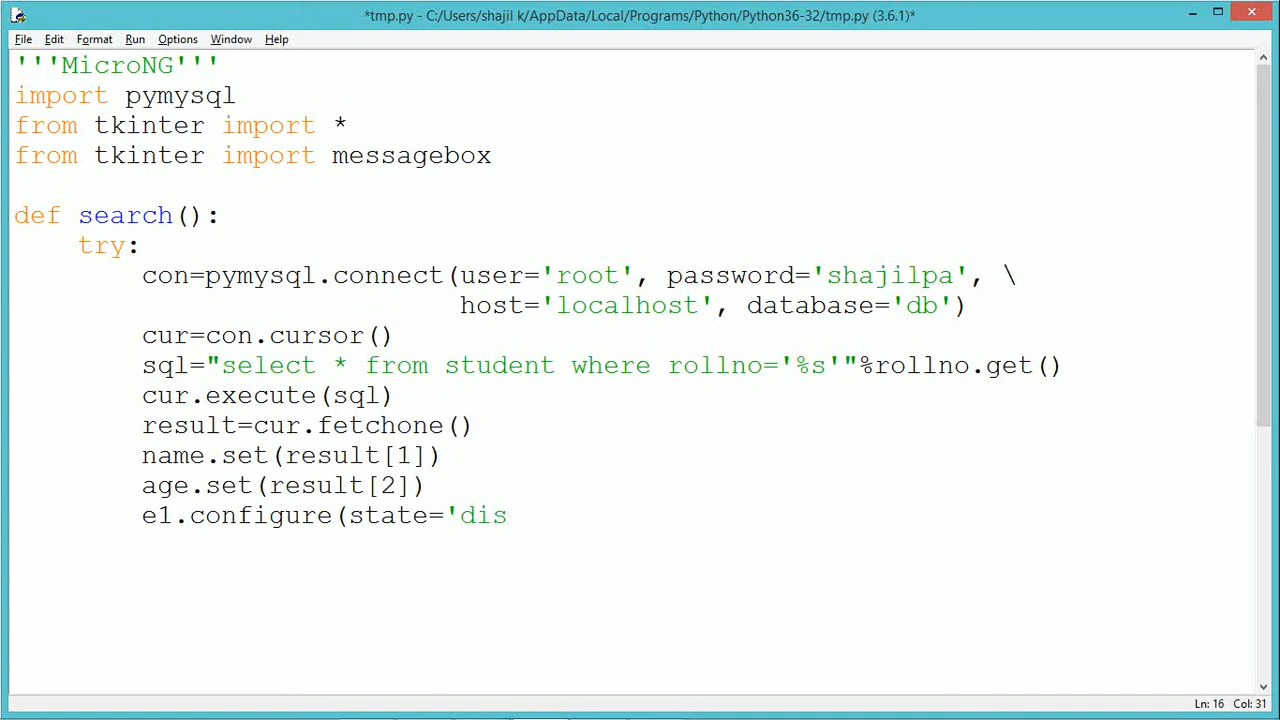 *tmp.py - C:/Users/shajil k/AppData/Local/Programs/Python/Python36-32/tmp.py (3.6.1)*
File Edit Format Run Options Window Help
'''MicroNG'''
import pymysql
from tkinter import *
from tkinter import messagebox
def search():
    try:
        con=pymysql.connect(user='root', password='shajilpa', \
                            host='localhost', database='db')
        cur=con.cursor()
        sql="select * from student where rollno='%s'"%rollno.get()
        cur.execute(sql)
        result=cur.fetchone()
        name.set(result[1])
        age.set(result[2])
        e1.configure(state='dis
Ln: 16 Col: 31